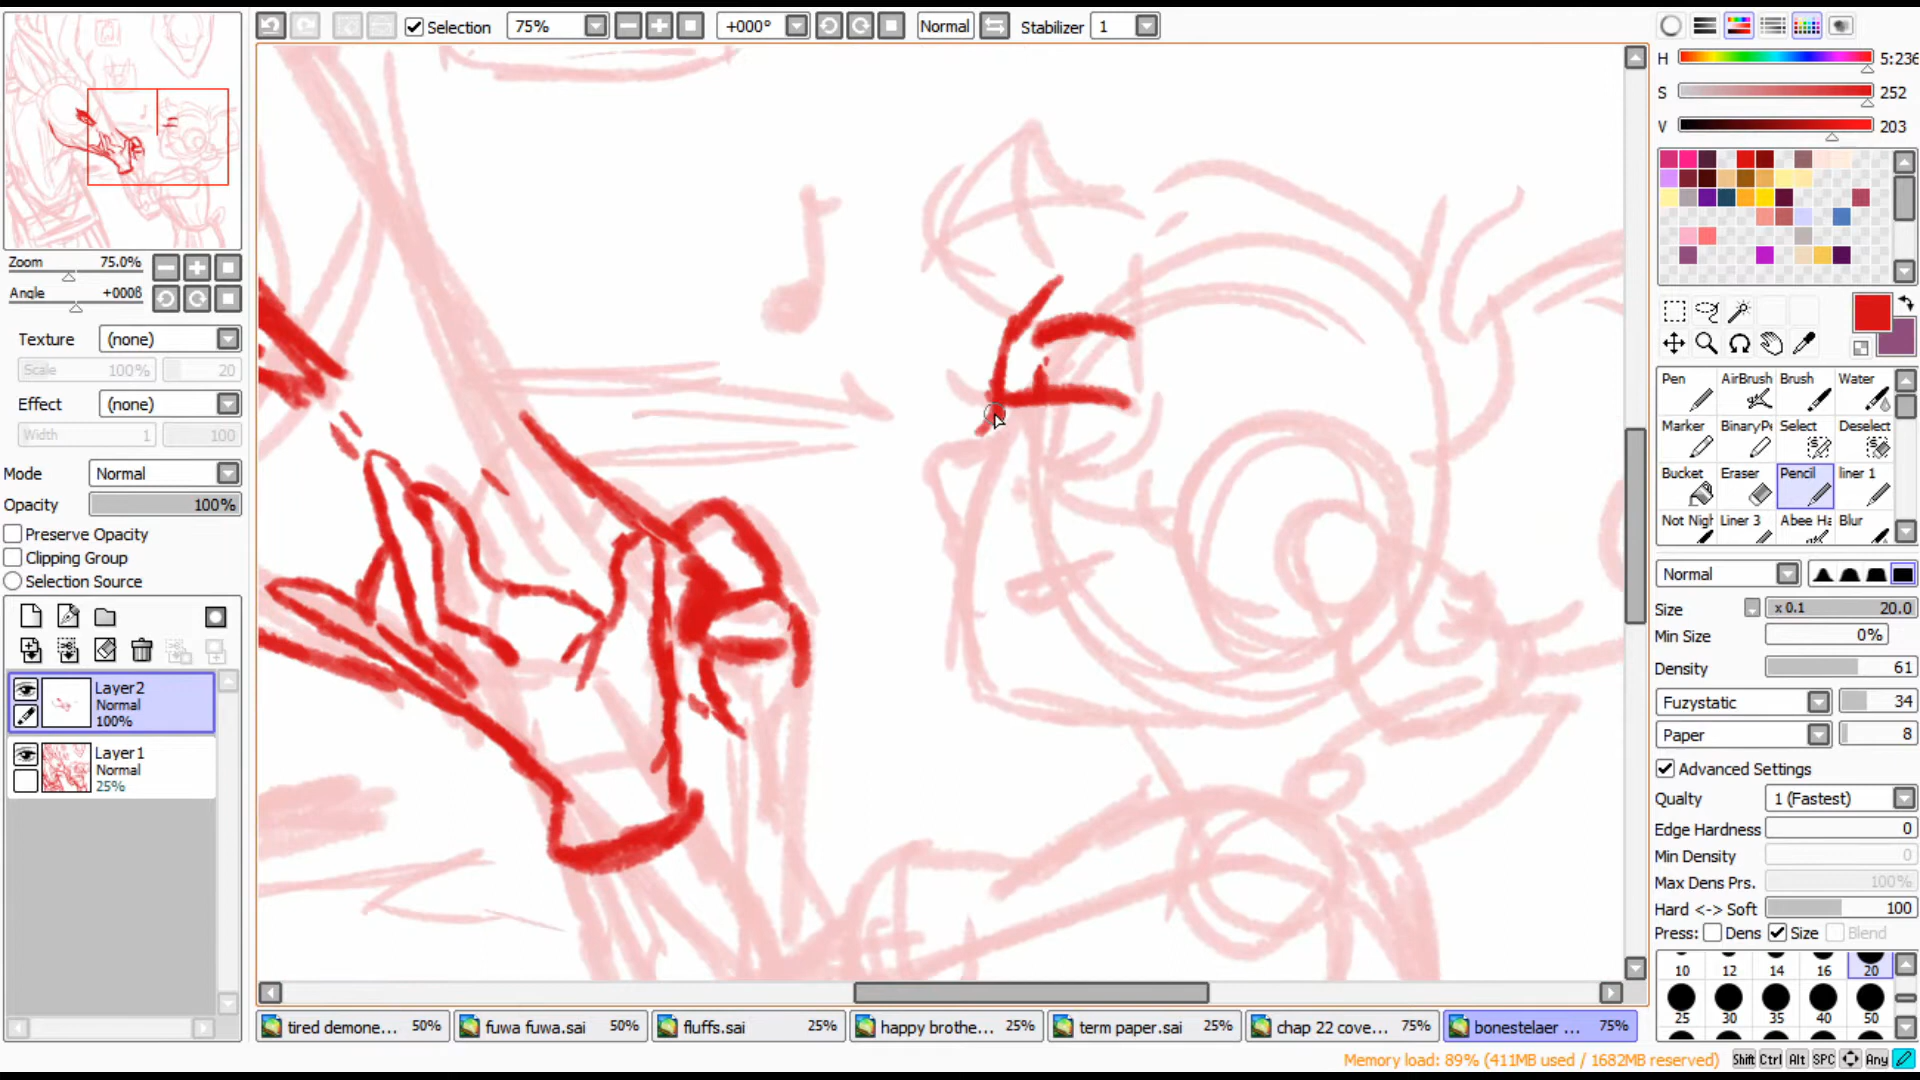 Selection 75% +000° Normal Stabilizer 1
H 5:236
S 252
V 203
Zoom 75.0%
Angle +000ß
Texture (none)
Scale 100% 20
Effect (none)
Width 1 100
Mode Normal
Opacity 100%
Preserve Opacity
Clipping Group
Selection Source
Layer2
Normal
100%
Layer1
Normal
25%
Pen AirBrush Brush Water
Marker BinaryPe Select Deselect
Bucket Eraser Pencil liner 1
Not Nigh Liner 3 Abee Ha Blur
Normal
Size x 0.1 20.0
Min Size 0%
Density 61
Fuzystatic 34
Paper 8
Advanced Settings
Qualty 1 (Fastest)
Edge Hardness 0
Min Density 0
Max Dens Prs. 100%
Hard <-> Soft 100
Press: Dens Size Blend
10 12 14 16 20
25 30 35 40 50
tired demone... 50% fuwa fuwa.sai 50% fluffs.sai 25% happy brothe... 25% term paper.sai 25% chap 22 cove... 75% bonestelaer ... 75%
Memory load: 89% (411MB used / 1682MB reserved) Shift Ctrl Alt SPC Any